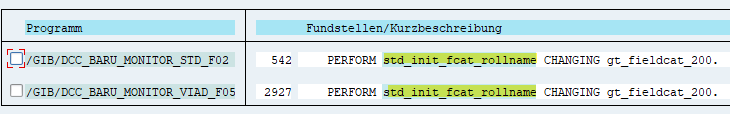 Programm Fundstellen/Kurzbeschreibung
/GIB/DCC_BARU_MONITOR_STD_F02 542 PERFORM std_init_fcat_rollname CHANGING gt_fieldcat_200.
/GIB/DCC_BARU_MONITOR_VIAD_F05 2927 PERFORM std_init_fcat_rollname CHANGING gt_fieldcat_200.